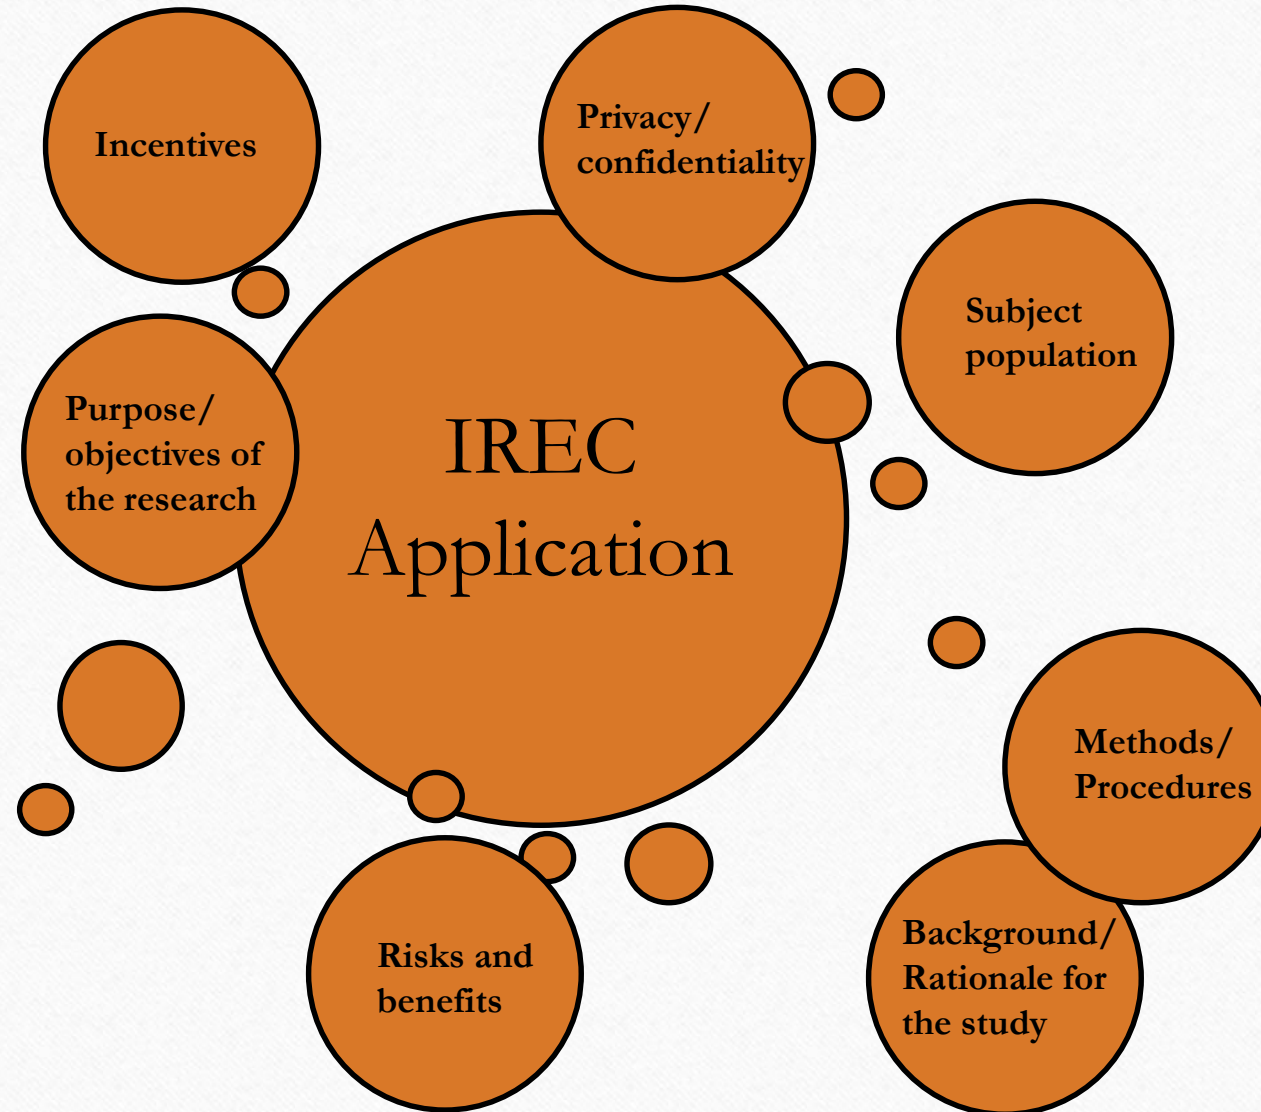 Incentives
Privacy/
confidentiality
Subject
population
Purpose/
objectives of
the research
IREC
Application
Methods/
Procedures
Risks and
benefits
Background/
Rationale for
the study